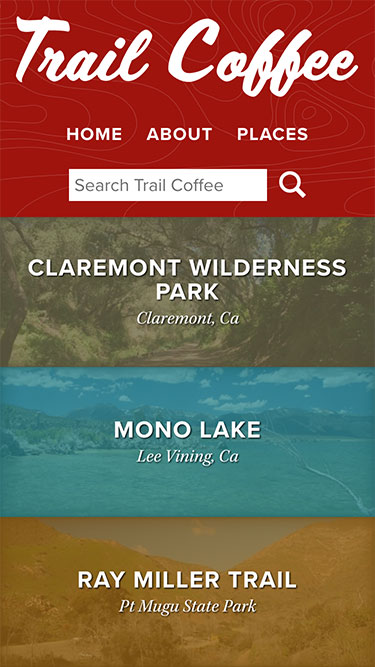 Trail Coffee
HOME ABOUT PLACES
Search Trail Coffee
CLAREMONT WILDERNESS
PARK
Claremont, Ca
MONO LAKE
Lee Vining, Ca
RAY MILLER TRAIL
Pt Mugu State Park